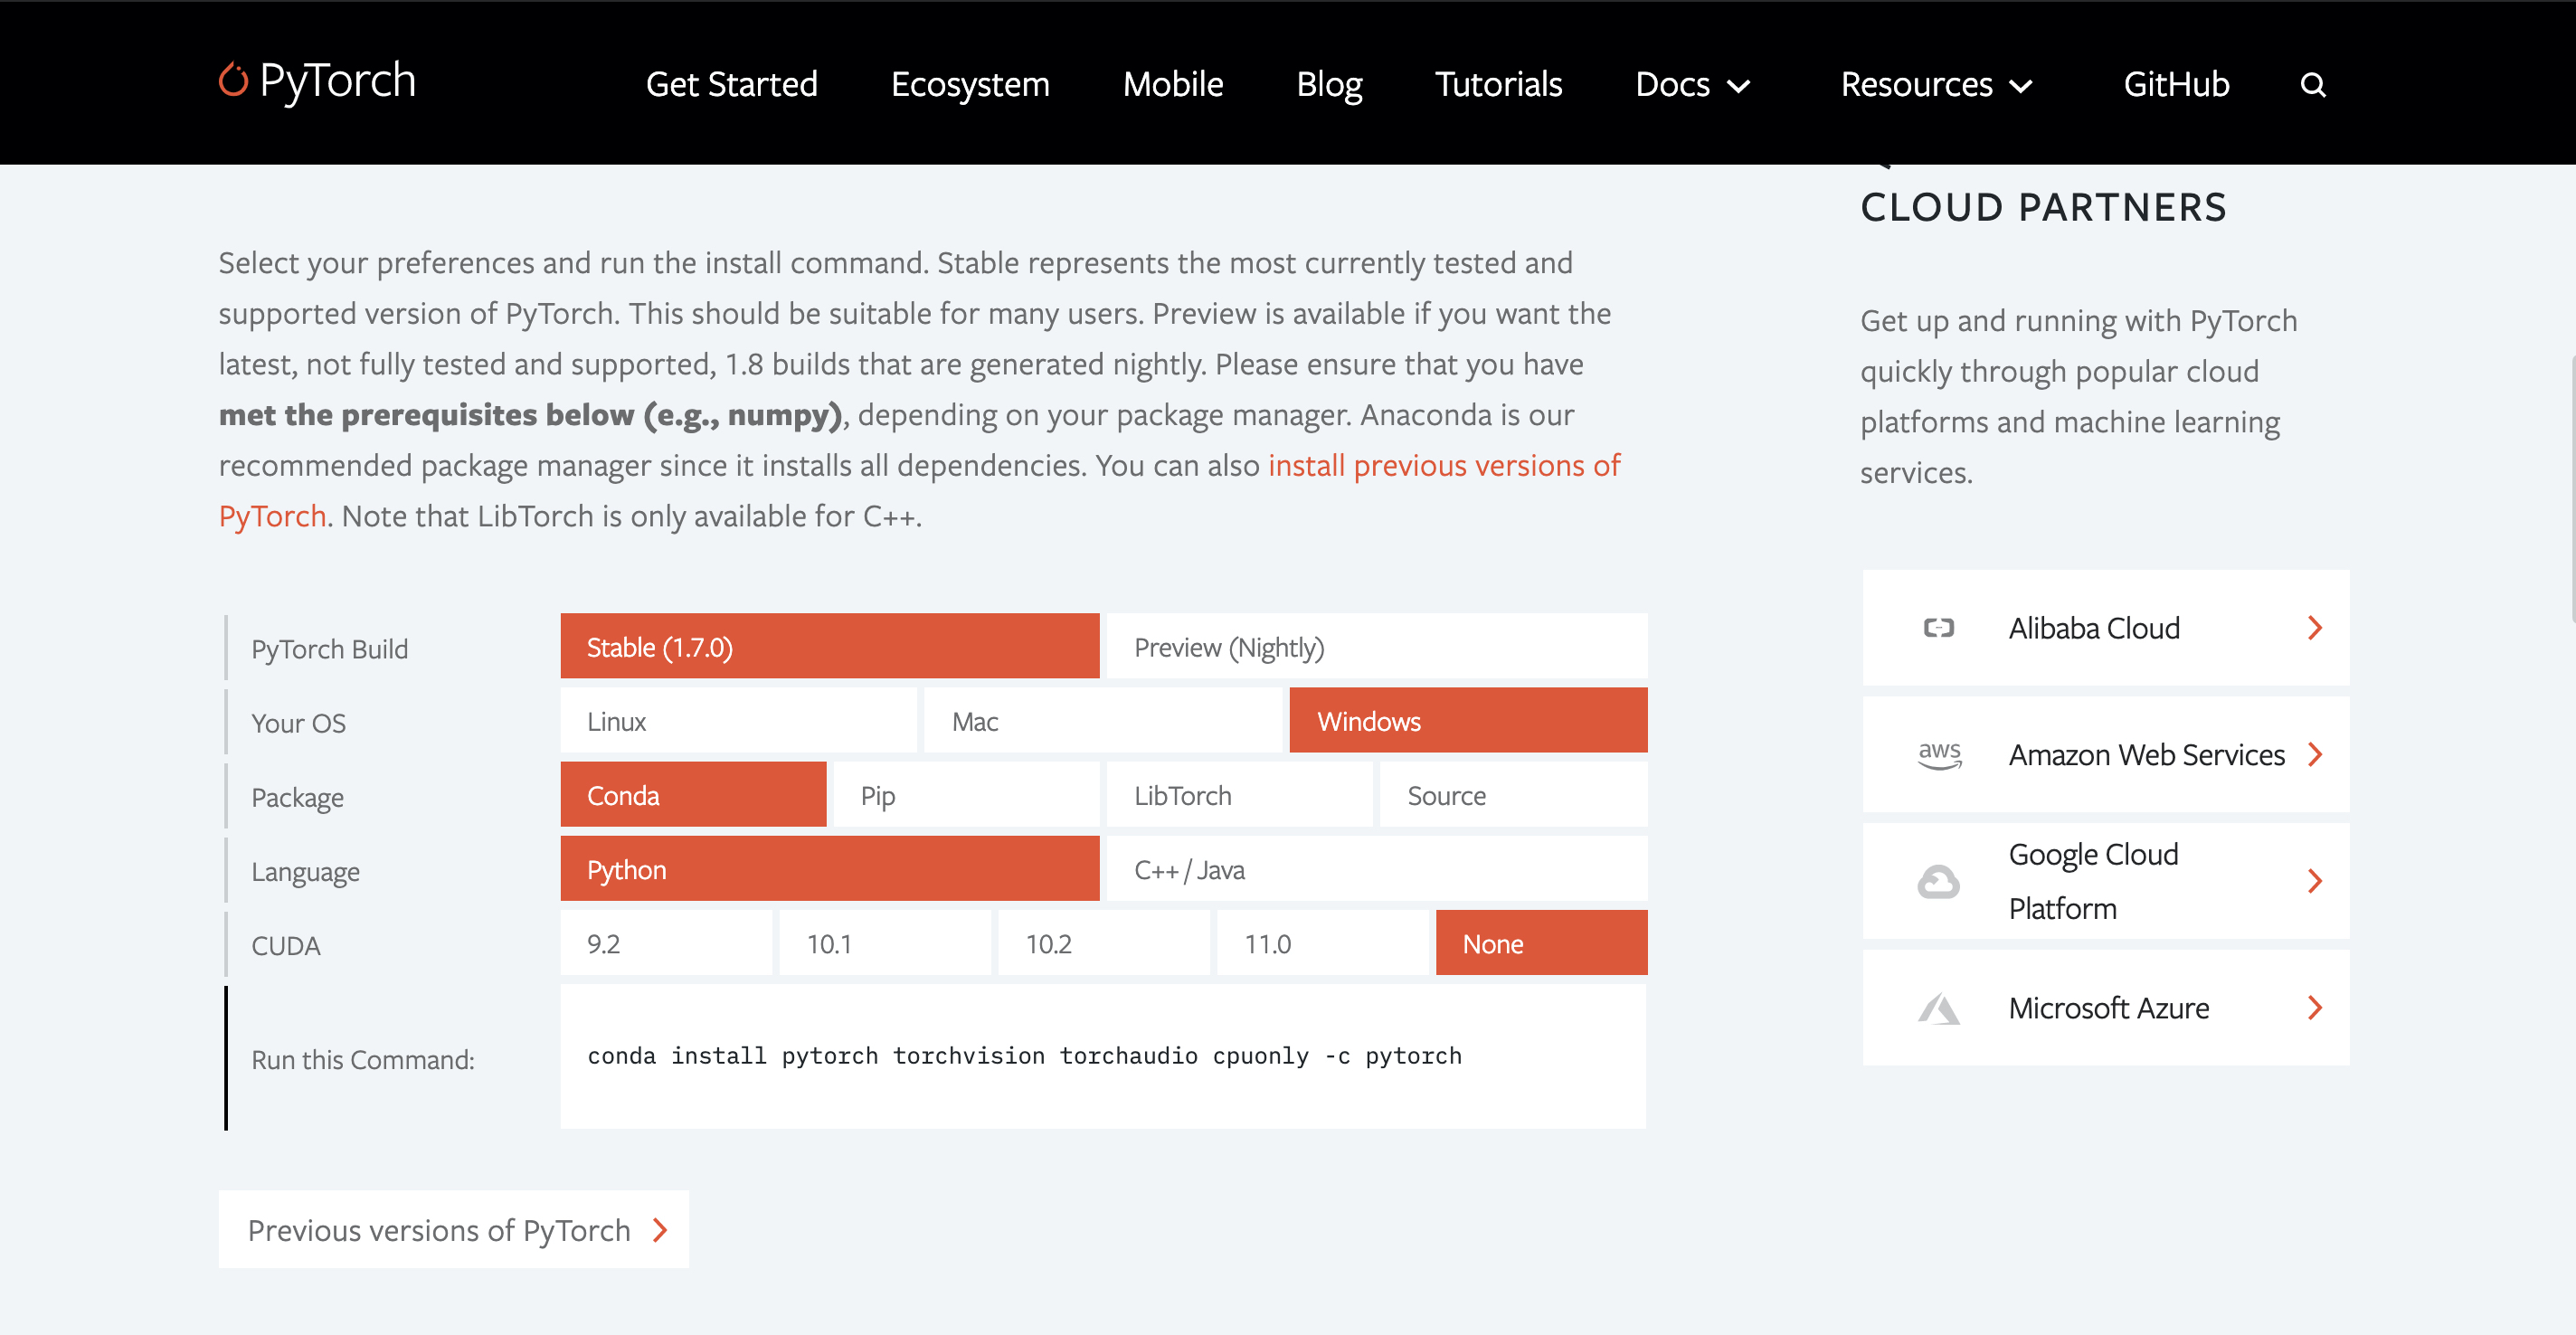 PyTorch
Get Started
Ecosystem
Mobile
Blog
Tutorials
Docs
Resources
GitHub
Select your preferences and run the install command. Stable represents the most currently tested and
supported version of PyTorch. This should be suitable for many users. Preview is available if you want the
latest, not fully tested and supported, 1.8 builds that are generated nightly. Please ensure that you have
met the prerequisites below (e.g., numpy), depending on your package manager. Anaconda is our
recommended package manager since it installs all dependencies. You can also install previous versions of
PyTorch. Note that LibTorch is only available for C++.
PyTorch Build
Stable (1.7.0)
Preview (Nightly)
Your OS
Linux
Mac
Windows
Package
Conda
Pip
LibTorch
Source
Language
Python
C++ / Java
CUDA
9.2
10.1
10.2
11.0
None
Run this Command:
conda install pytorch torchvision torchaudio cpuonly -c pytorch
Previous versions of PyTorch
CLOUD PARTNERS
Get up and running with PyTorch
quickly through popular cloud
platforms and machine learning
services.
Alibaba Cloud
aws
Amazon Web Services
Google Cloud
Platform
Microsoft Azure